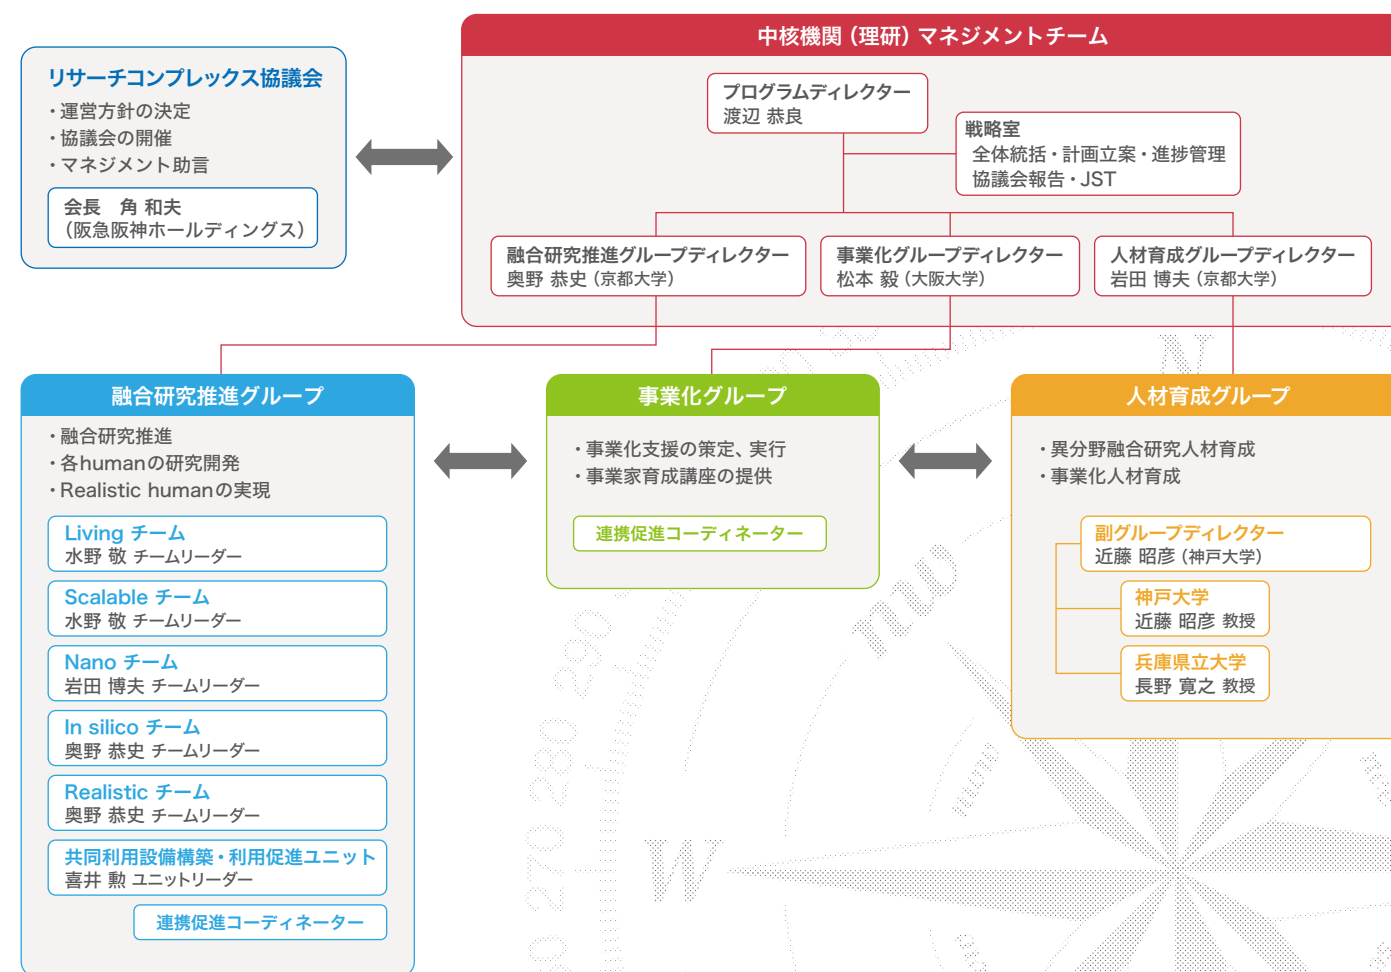 中核機関（理研）マネジメントチーム
リサーチコンプレックス協議会
・運営方針の決定
・協議会の開催
・マネジメント助言
会長　角 和夫
（阪急阪神ホールディングス）
プログラムディレクター
渡辺 恭良
戦略室
全体統括・計画立案・進捗管理
協議会報告・JST
融合研究推進グループディレクター
奥野 恭史（京都大学）
事業化グループディレクター
松本 毅（大阪大学）
人材育成グループディレクター
岩田 博夫（京都大学）
融合研究推進グループ
・融合研究推進
・各humanの研究開発
・Realistic humanの実現
Living チーム
水野 敬 チームリーダー
Scalable チーム
水野 敬 チームリーダー
Nano チーム
岩田 博夫 チームリーダー
In silico チーム
奥野 恭史 チームリーダー
Realistic チーム
奥野 恭史 チームリーダー
共同利用設備構築・利用促進ユニット
喜井 勲 ユニットリーダー
連携促進コーディネーター
事業化グループ
・事業化支援の策定、実行
・事業家育成講座の提供
連携促進コーディネーター
人材育成グループ
・異分野融合研究人材育成
・事業化人材育成
副グループディレクター
近藤 昭彦（神戸大学）
神戸大学
近藤 昭彦 教授
兵庫県立大学
長野 寛之 教授
N
nw
290
280
nnw
270
W